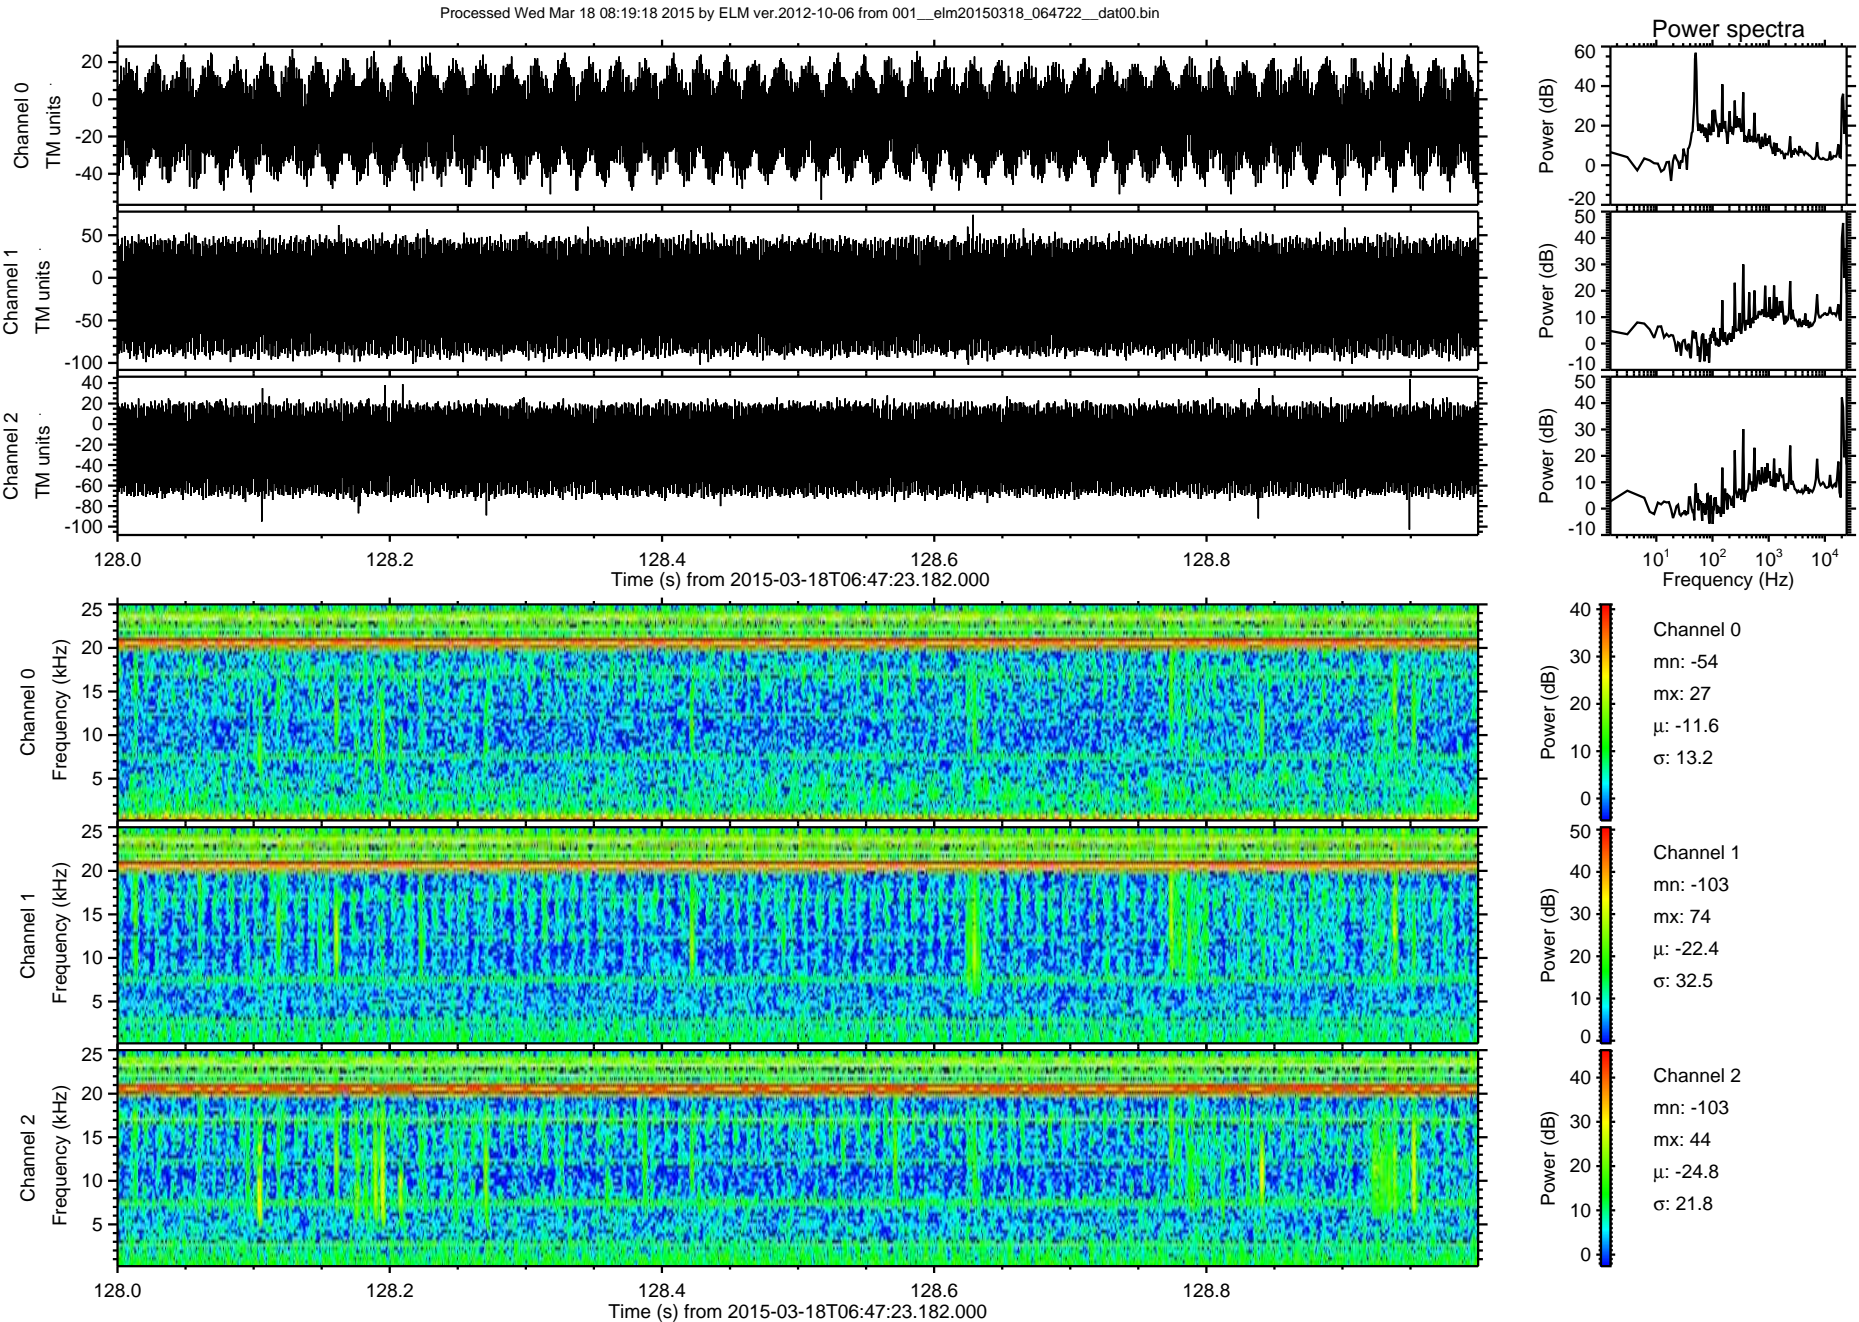 Processed Wed Mar 18 08:19:18 2015 by ELM ver.2012-10-06 from 001__elm20150318_064722__dat00.bin
Power spectra
Channel 0
TM units
20
0
-20
-40
Power (dB)
60
40
20
0
-20
Channel 1
TM units
50
0
-50
-100
Power (dB)
50
40
30
20
10
0
-10
Channel 2
TM units
40
20
0
-20
-40
-60
-80
-100
Power (dB)
50
40
30
20
10
0
-10
128.0 128.2 128.4 128.6 128.8
Time (s) from 2015-03-18T06:47:23.182.000
10¹ 10² 10³ 10⁴
Frequency (Hz)
Channel 0
Frequency (kHz)
25
20
15
10
5
Power (dB)
40
30
20
10
0
Channel 0
mn: -54
mx: 27
μ: -11.6
σ: 13.2
Channel 1
Frequency (kHz)
25
20
15
10
5
Power (dB)
50
40
30
20
10
0
Channel 1
mn: -103
mx: 74
μ: -22.4
σ: 32.5
Channel 2
Frequency (kHz)
25
20
15
10
5
Power (dB)
40
30
20
10
0
Channel 2
mn: -103
mx: 44
μ: -24.8
σ: 21.8
128.0 128.2 128.4 128.6 128.8
Time (s) from 2015-03-18T06:47:23.182.000